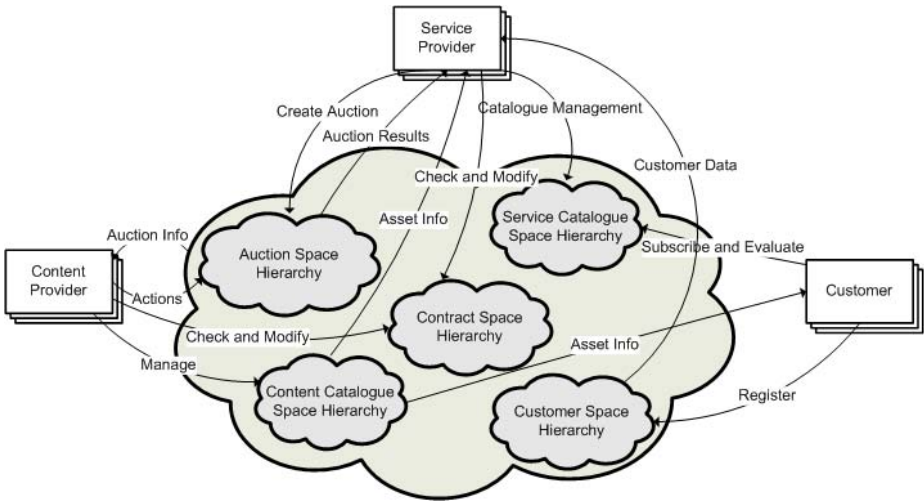 Service
Provider
Create Auction
Catalogue Management
Auction Results
Customer Data
Check and Modify
Asset Info
Service Catalogue
Space Hierarchy
Auction Info
Auction Space
Hierarchy
Subscribe and Evaluate
Content
Provider
Actions
Customer
Contract Space
Hierarchy
Check and Modify
Asset Info
Manage
Content Catalogue
Space Hierarchy
Register
Customer Space
Hierarchy